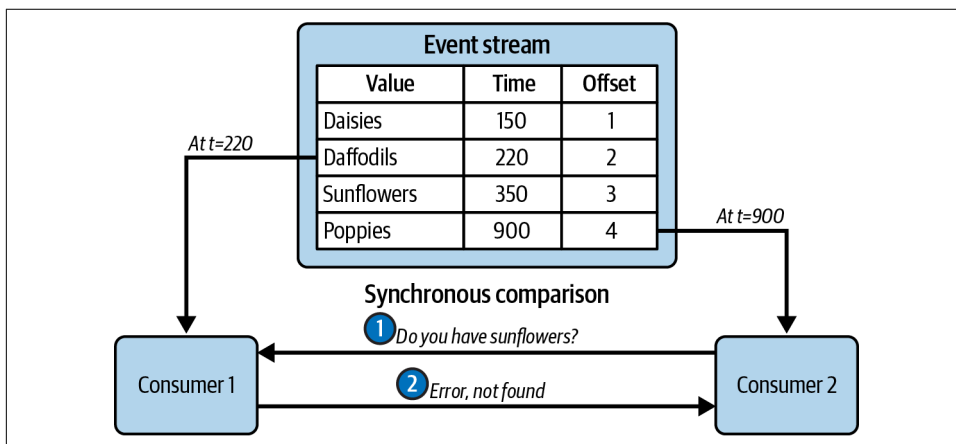 Event stream
Value Time Offset
Daisies 150 1
At t=220
Daffodils 220 2
Sunflowers 350 3
At t=900
Poppies 900 4
Synchronous comparison
1 Do you have sunflowers?
Consumer 1
Consumer 2
2 Error, not found